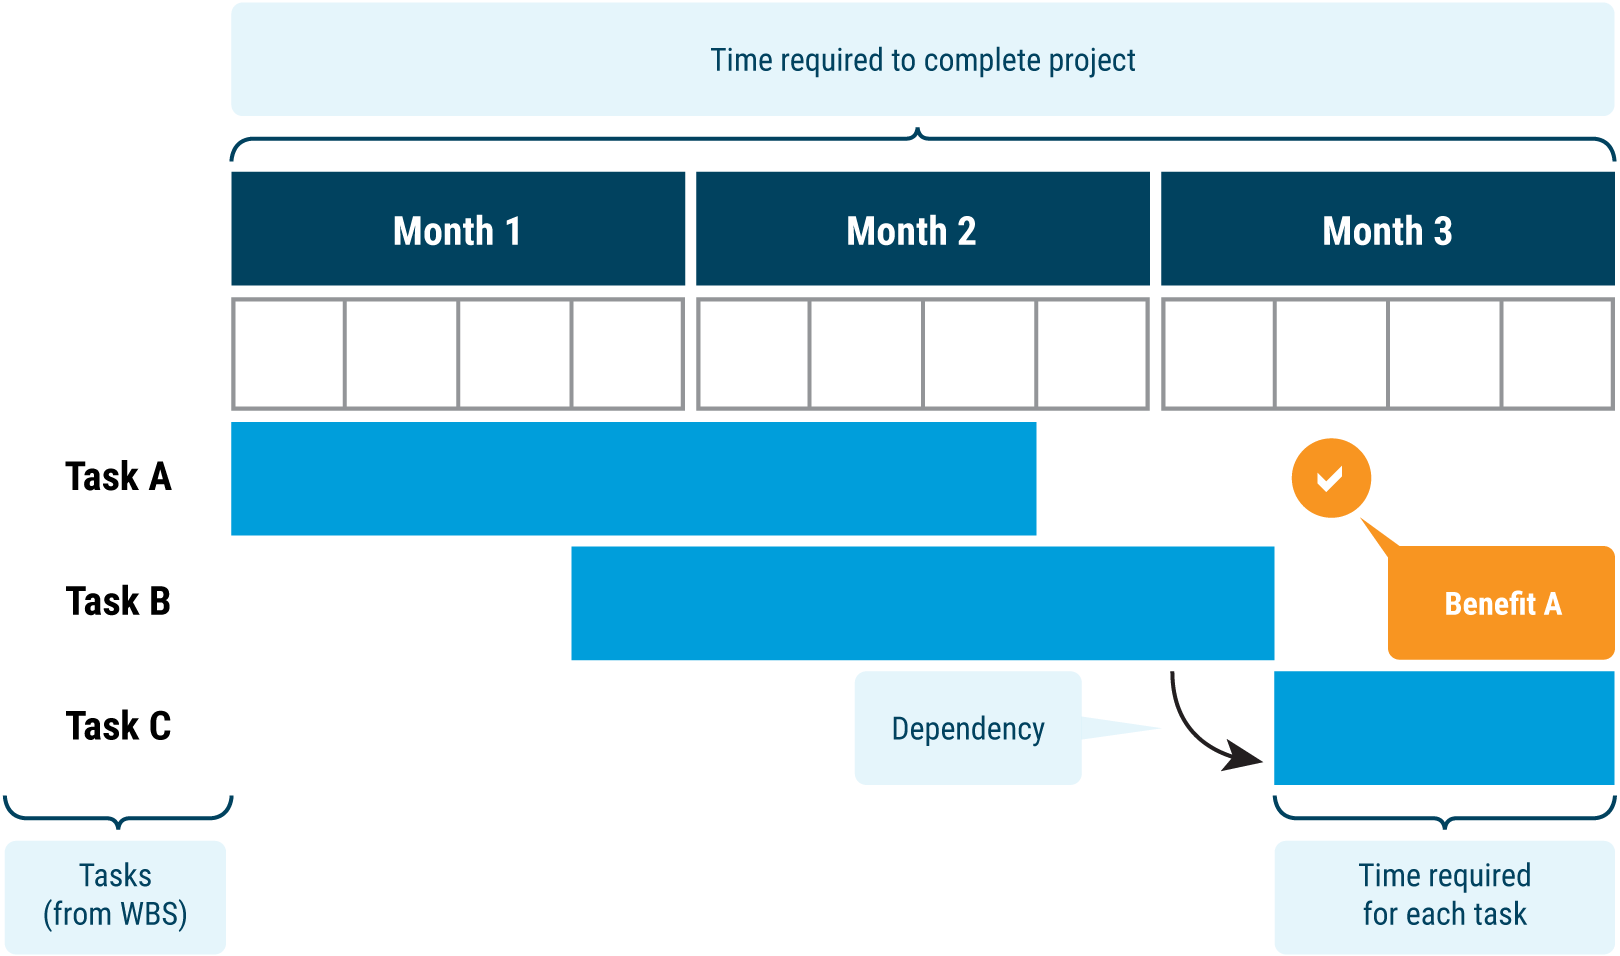 Time required to complete project
Month 1
Month 2
Month 3
Task A
Task B
Benefit A
Task C
Dependency
Tasks
(from WBS)
Time required
for each task